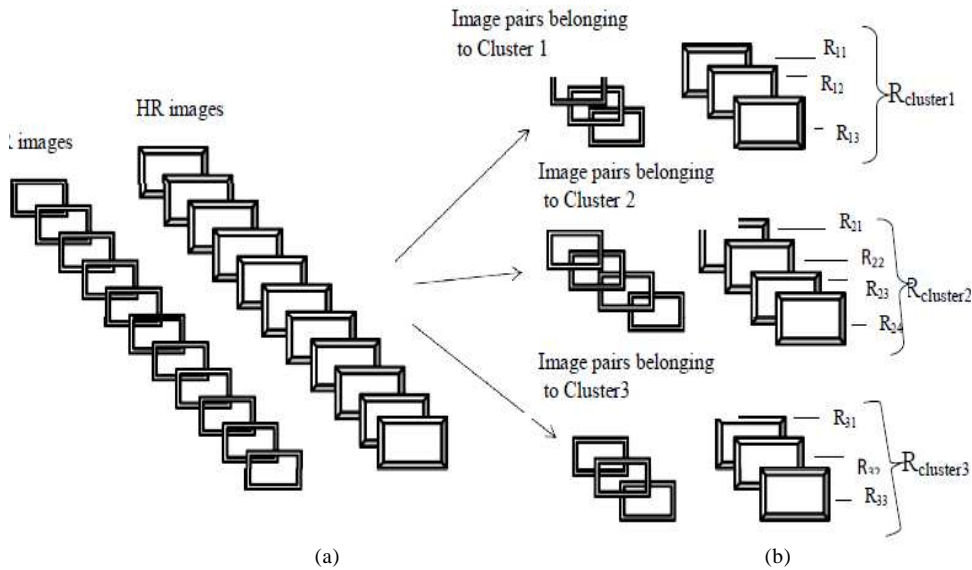 Image pairs belonging
to Cluster 1
R11
R12
R13
Rcluster1
HR images
images
Image pairs belonging
to Cluster 2
R21
R22
R23
R24
Rcluster2
Image pairs belonging
to Cluster3
R31
R32
R33
Rcluster3
(a)
(b)